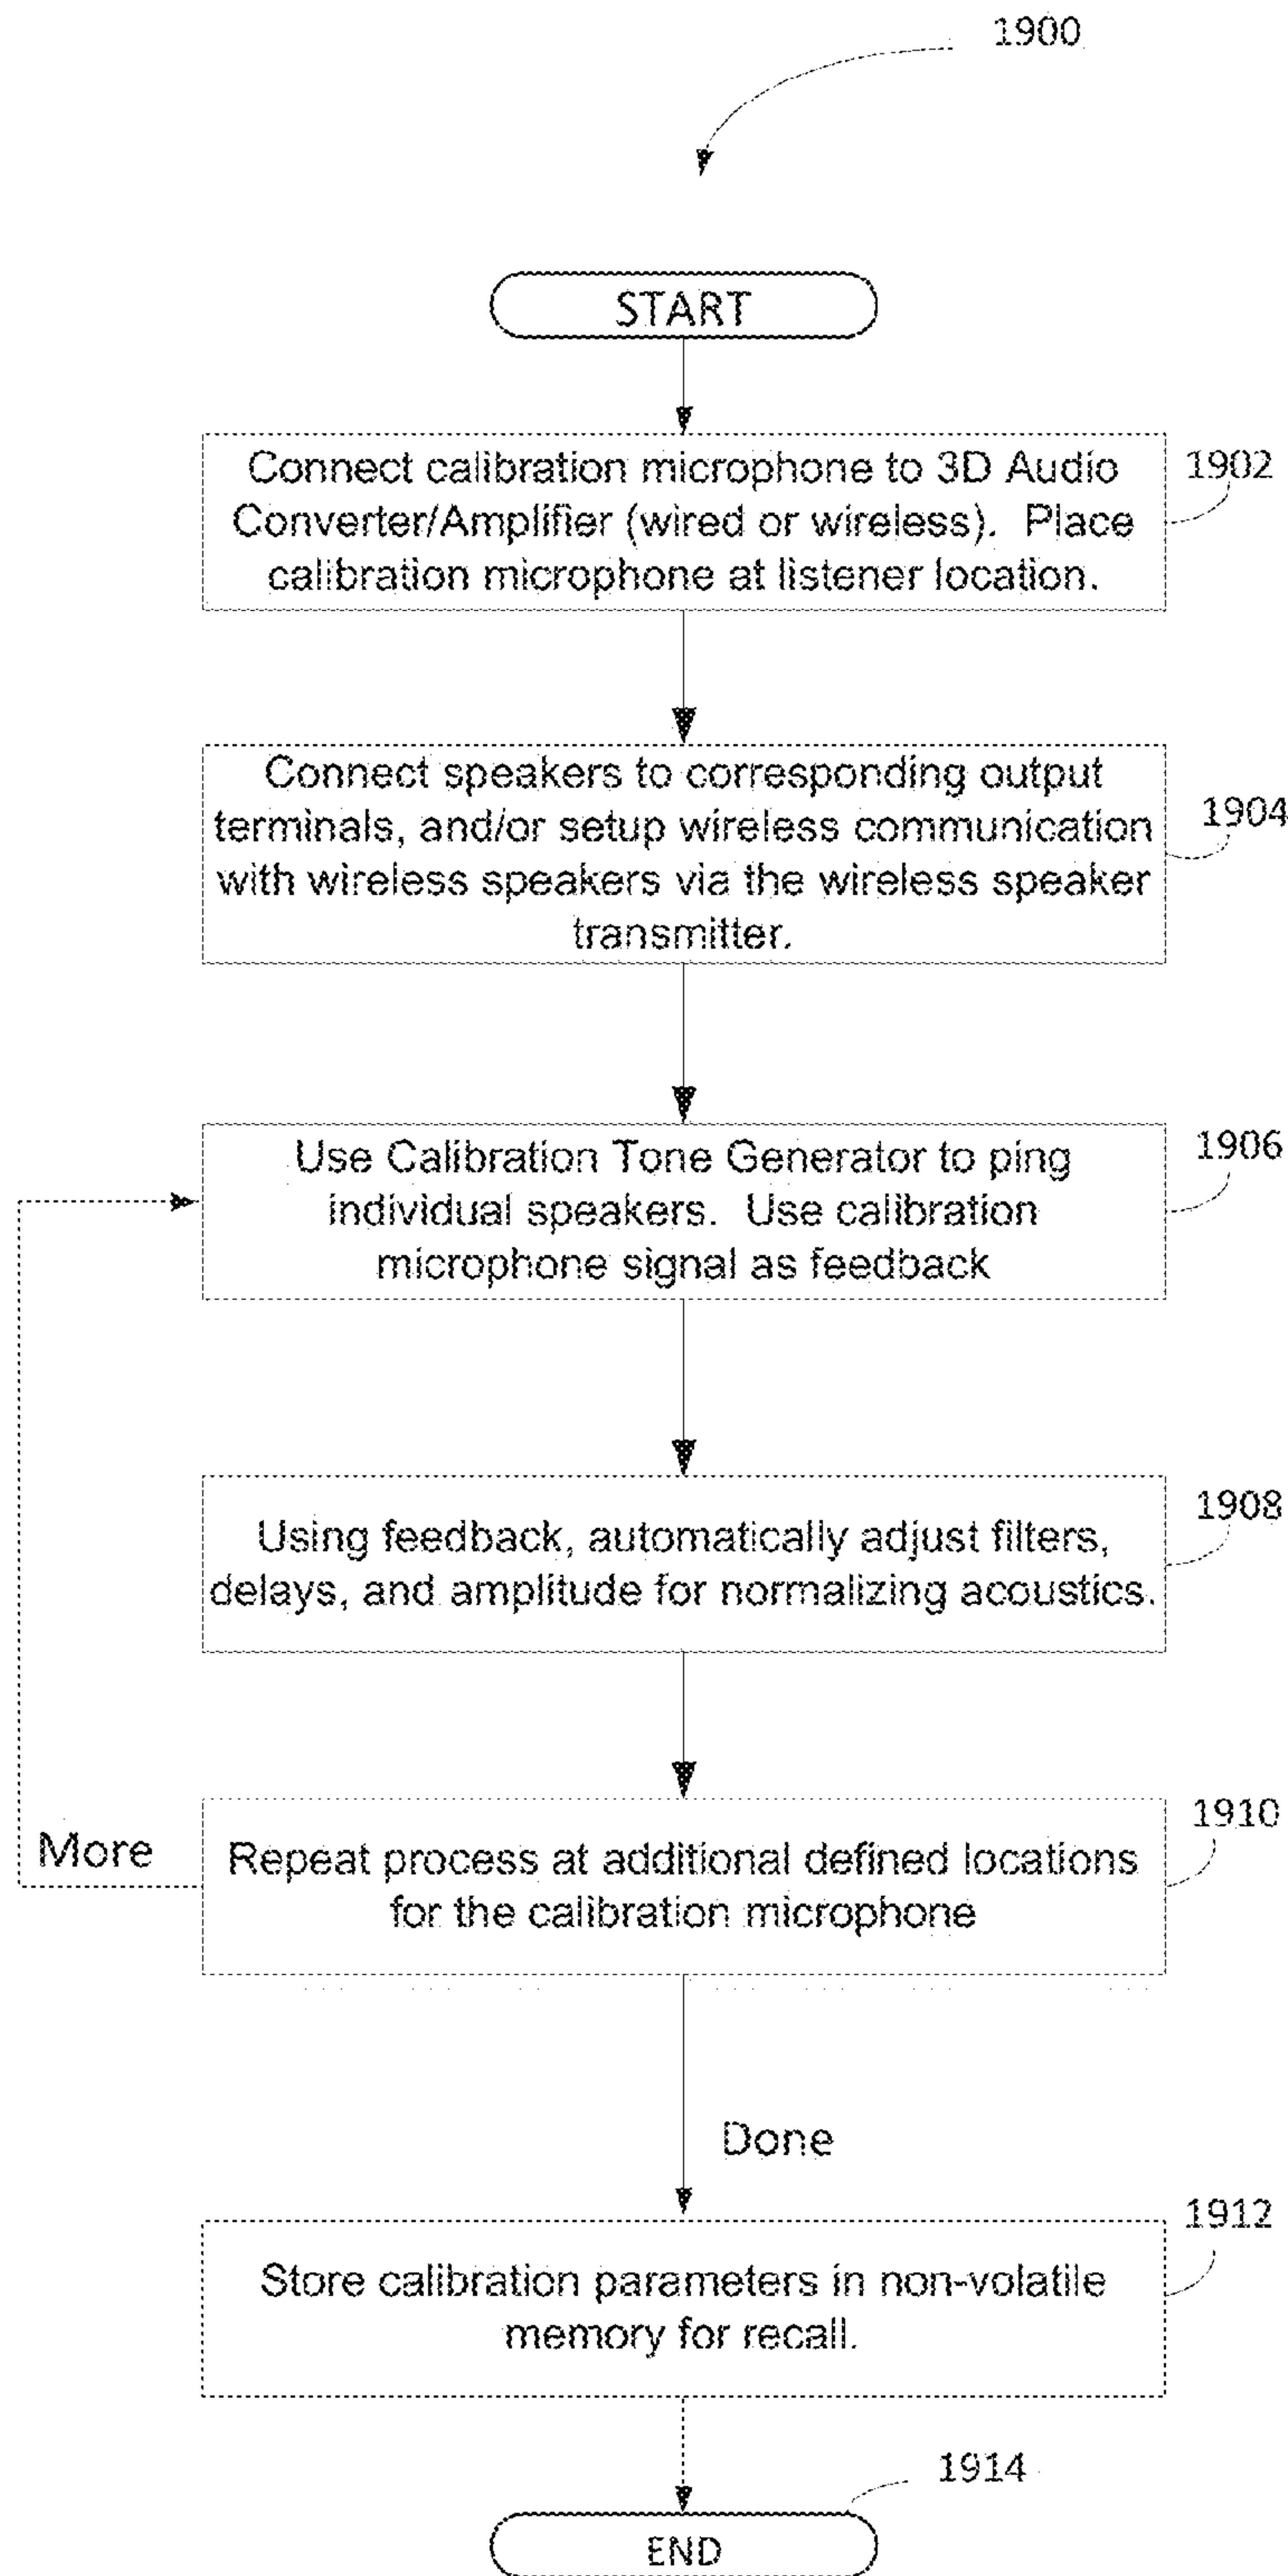 1900
START
Connect calibration microphone to 3D Audio
Converter/Amplifier (wired or wireless). Place
calibration microphone at listener location.
1902
Connect speakers to corresponding output
terminals, and/or setup wireless communication
with wireless speakers via the wireless speaker
transmitter.
1904
Use Calibration Tone Generator to ping
individual speakers. Use calibration
microphone signal as feedback
1906
Using feedback, automatically adjust filters,
delays, and amplitude for normalizing acoustics.
1908
More
Repeat process at additional defined locations
for the calibration microphone
1910
Done
Store calibration parameters in non-volatile
memory for recall.
1912
1914
END